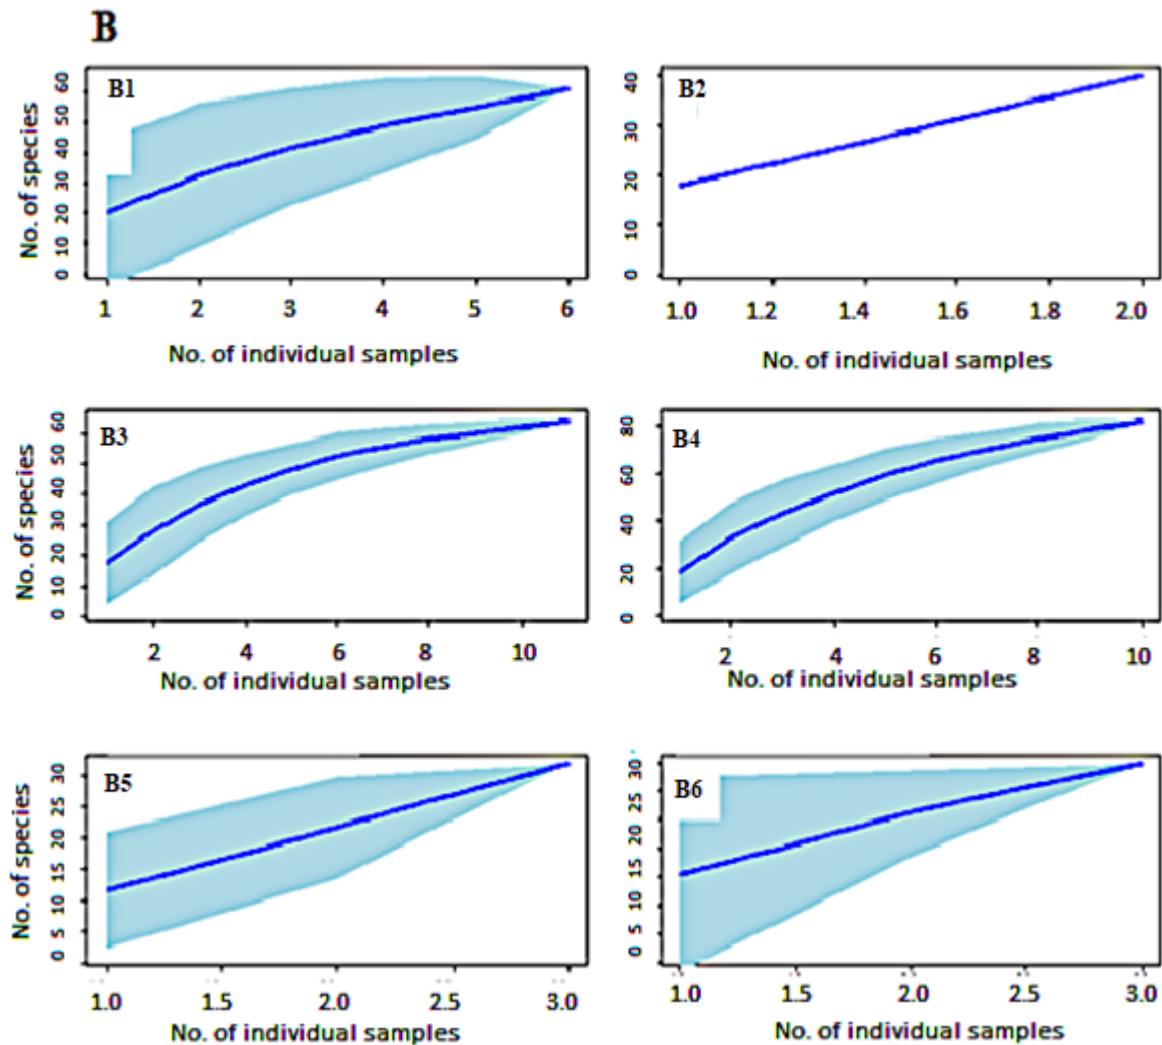 B
B1
No. of species
0 10 20 30 40 50 60
1 2 3 4 5 6
No. of individual samples
B2
0 10 20 30 40
1.0 1.2 1.4 1.6 1.8 2.0
No. of individual samples
B3
No. of species
0 10 20 30 40 50 60
2 4 6 8 10
No. of individual samples
B4
0 20 40 60 80
2 4 6 8 10
No. of individual samples
B5
No. of species
0 5 10 15 20 25 30
1.0 1.5 2.0 2.5 3.0
No. of individual samples
B6
0 5 10 15 20 25 30
1.0 1.5 2.0 2.5 3.0
No. of individual samples